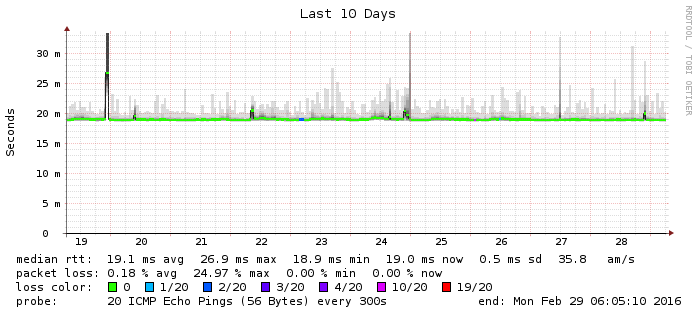 Last 10 Days
RRDTOOL / TOBI OETIKER
Seconds
30 m
25 m
20 m
15 m
10 m
5 m
0
19 20 21 22 23 24 25 26 27 28
median rtt: 19.1 ms avg 26.9 ms max 18.9 ms min 19.0 ms now 0.5 ms sd 35.8 am/s
packet loss: 0.18 % avg 24.97 % max 0.00 % min 0.00 % now
loss color: 0 1/20 2/20 3/20 4/20 10/20 19/20
probe: 20 ICMP Echo Pings (56 Bytes) every 300s end: Mon Feb 29 06:05:10 2016